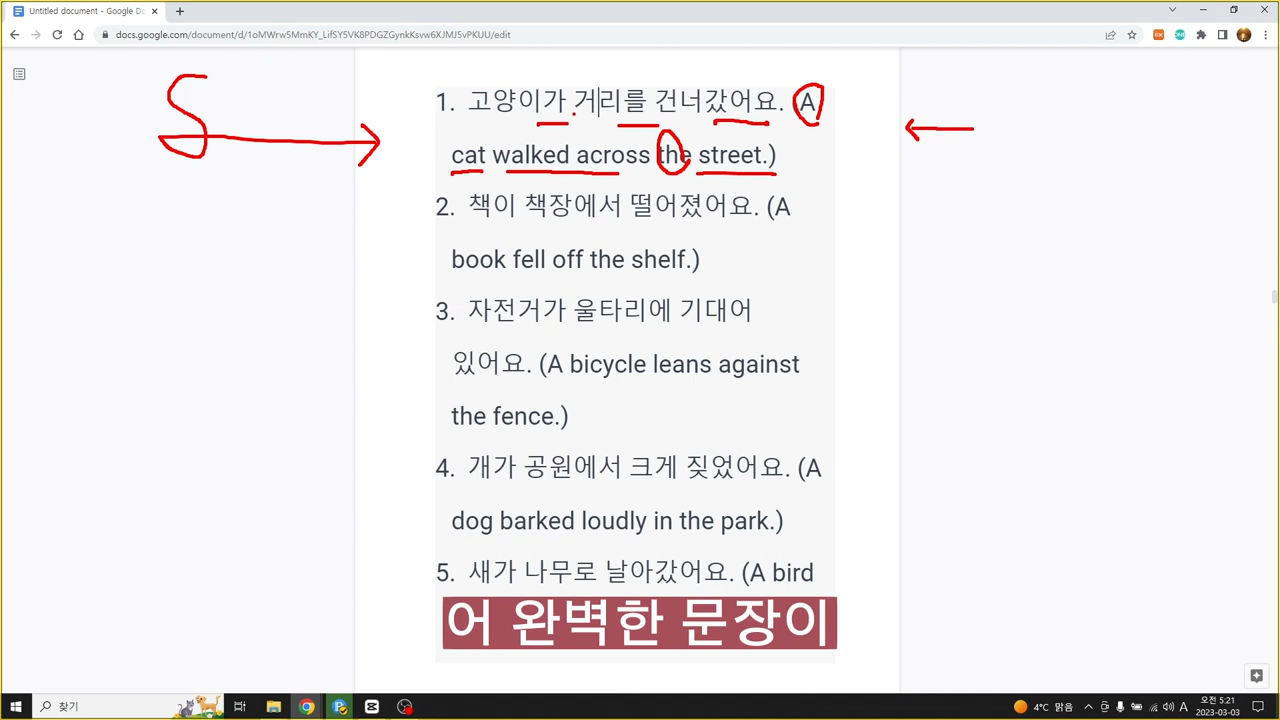 Untitled document - Google Do
docs.google.com/document/d/1oMWrw5MmKY_LifSY5VK8PDGZGynkKsvw6XJMJ5vPKUU/edit
S
1. 고양이가 거리를 건너갔어요. (A
cat walked across the street.)
2. 책이 책장에서 떨어졌어요. (A
book fell off the shelf.)
3. 자전거가 울타리에 기대어
있어요. (A bicycle leans against
the fence.)
4. 개가 공원에서 크게 짖었어요. (A
dog barked loudly in the park.)
5. 새가 나무로 날아갔어요. (A bird
어 완벽한 문장이
찾기
4°C 맑음
A
오전 5:21
2023-03-03